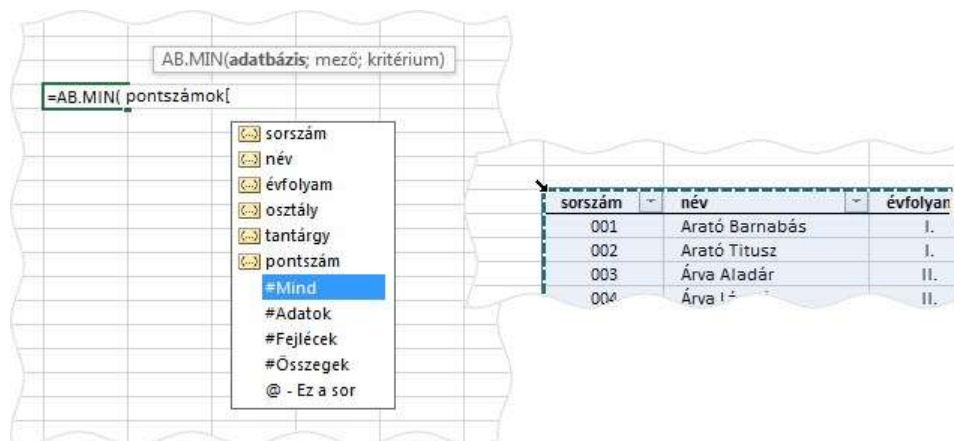 AB.MIN(adatbázis; mező; kritérium)
=AB.MIN( pontszámok[
(...) sorszám
(...) név
(...) évfolyam
(...) osztály
(...) tantárgy
(...) pontszám
#Mind
#Adatok
#Fejlécek
#Összegek
@ - Ez a sor
sorszám név évfolyam
001 Arató Barnabás I.
002 Arató Titusz I.
003 Árva Aladár II.
004 Árva II.